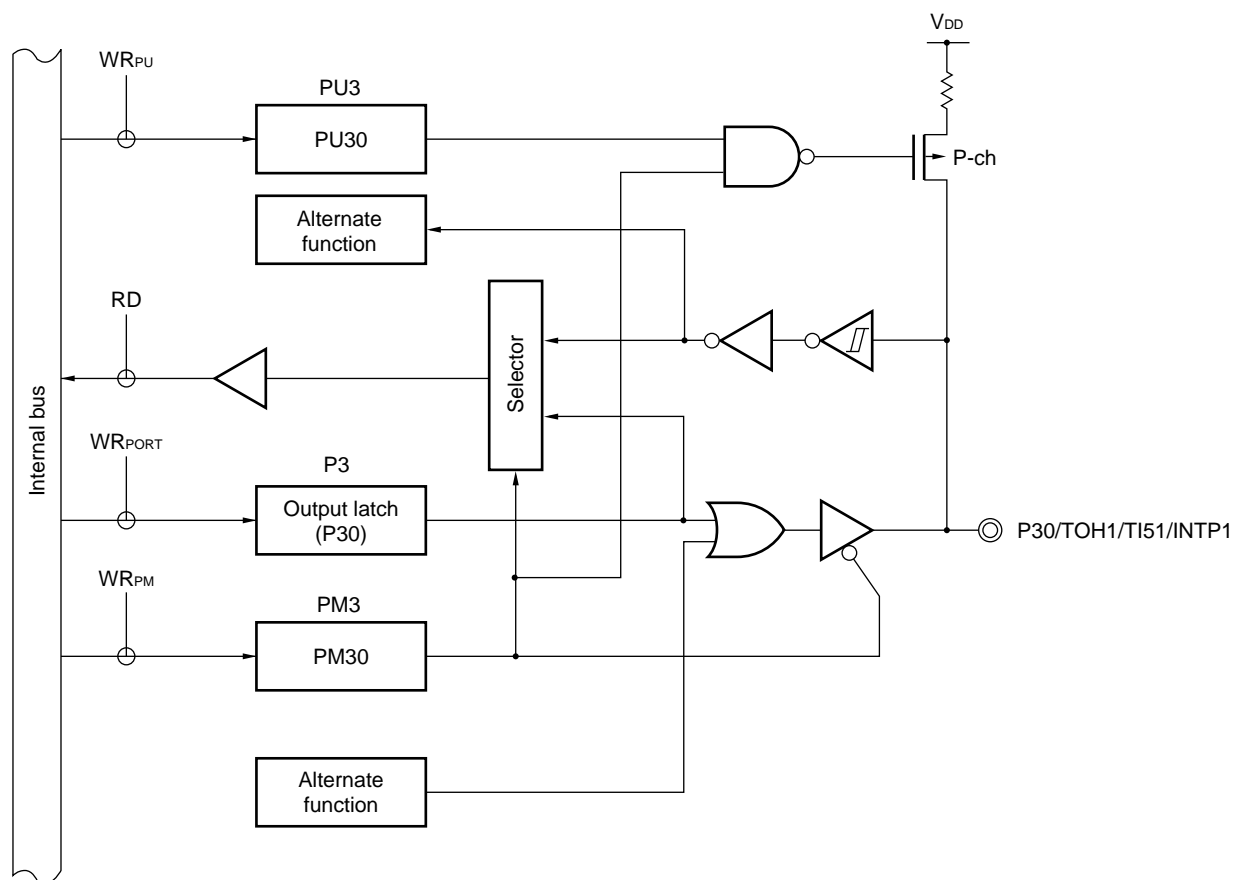 VDD
WRPU
PU3
PU30
P-ch
Alternate
function
RD
Selector
Internal bus
WRPORT
P3
Output latch
(P30)
P30/TOH1/TI51/INTP1
WRPM
PM3
PM30
Alternate
function